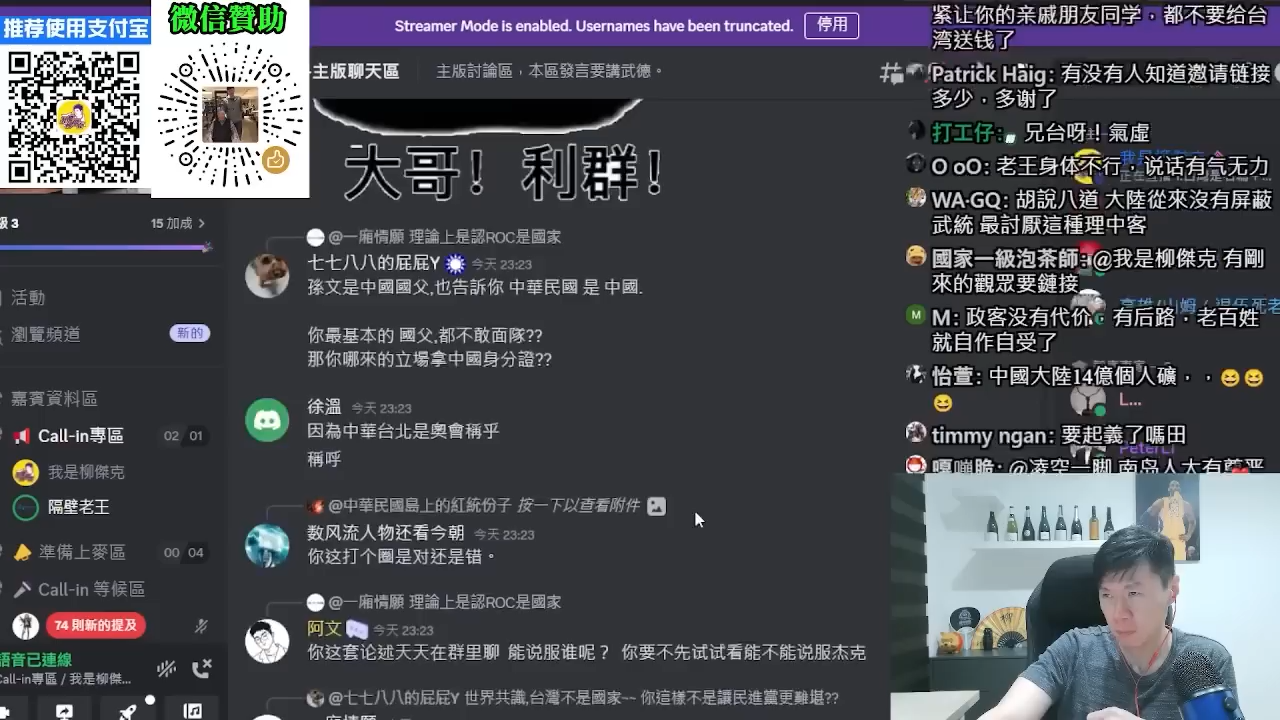 推荐使用支付宝
微信贊助
Streamer Mode is enabled. Usernames have been truncated.
停用
主版聊天區
主版討論區，本區發言要講武德。
大哥！利群！
級 3
15 加成
活動
瀏覽頻道
新的
嘉賓資料區
Call-in專區
02 01
我是柳傑克
隔壁老王
準備上麥區
00 04
Call-in 等候區
74 則新的提及
語音已連線
Call-in專區 / 我是柳傑...
@一廂情願 理論上是認ROC是國家
七七八八的屁屁Y 今天 23:23
孫文是中國國父,也告訴你 中華民國 是 中國.
你最基本的 國父,都不敢面隊??
那你哪來的立場拿中國身分證??
徐溫 今天 23:23
因為中華台北是奧會稱乎
稱呼
@中華民國島上的紅統份子 按一下以查看附件
数风流人物还看今朝 今天 23:23
你这打个圈是对还是错。
@一廂情願 理論上是認ROC是國家
阿文 今天 23:23
你这套论述天天在群里聊 能说服谁呢？ 你要不先试试看能不能说服杰克
@七七八八的屁屁Y 世界共識,台灣不是國家~~ 你這樣不是讓民進黨更難堪??
一廂情願
紧让你的亲戚朋友同学，都不要给台
湾送钱了
Patrick Haig: 有没有人知道邀请链接
多少，多谢了
打工仔: 兄台呀！氣虛
O oO: 老王身体不行，说话有气无力
WA-GQ: 胡說八道 大陸從來沒有屏蔽
武統 最討厭這種理中客
國家一級泡茶師: @我是柳傑克 有剛
來的觀眾要鏈接
M: 政客没有代价，有后路．老百姓
就自作自受了
怡萱: 中國大陸14億個人礦，，😆😆
😆
L...
timmy ngan: 要起義了嗎田
PeterLi
嘎嘣脆: @凌空一脚 南岛人太有尊严